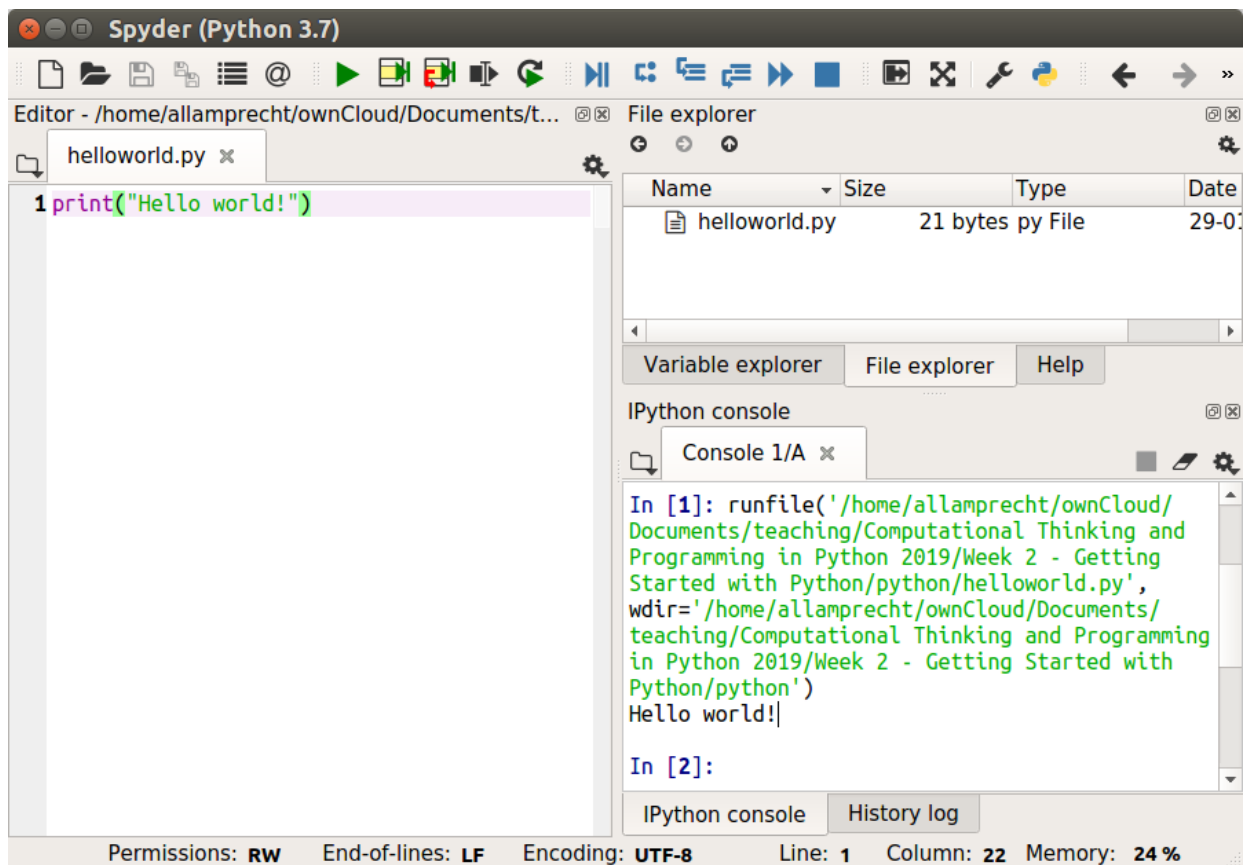 Spyder (Python 3.7)
@
»
Editor - /home/allamprecht/ownCloud/Documents/t...
helloworld.py
1 print("Hello world!")
File explorer
Name Size Type Date
helloworld.py 21 bytes py File 29-01
Variable explorer File explorer Help
IPython console
Console 1/A
In [1]: runfile('/home/allamprecht/ownCloud/
Documents/teaching/Computational Thinking and
Programming in Python 2019/Week 2 - Getting
Started with Python/python/helloworld.py',
wdir='/home/allamprecht/ownCloud/Documents/
teaching/Computational Thinking and Programming
in Python 2019/Week 2 - Getting Started with
Python/python')
Hello world!
In [2]:
IPython console History log
Permissions: RW End-of-lines: LF Encoding: UTF-8 Line: 1 Column: 22 Memory: 24 %